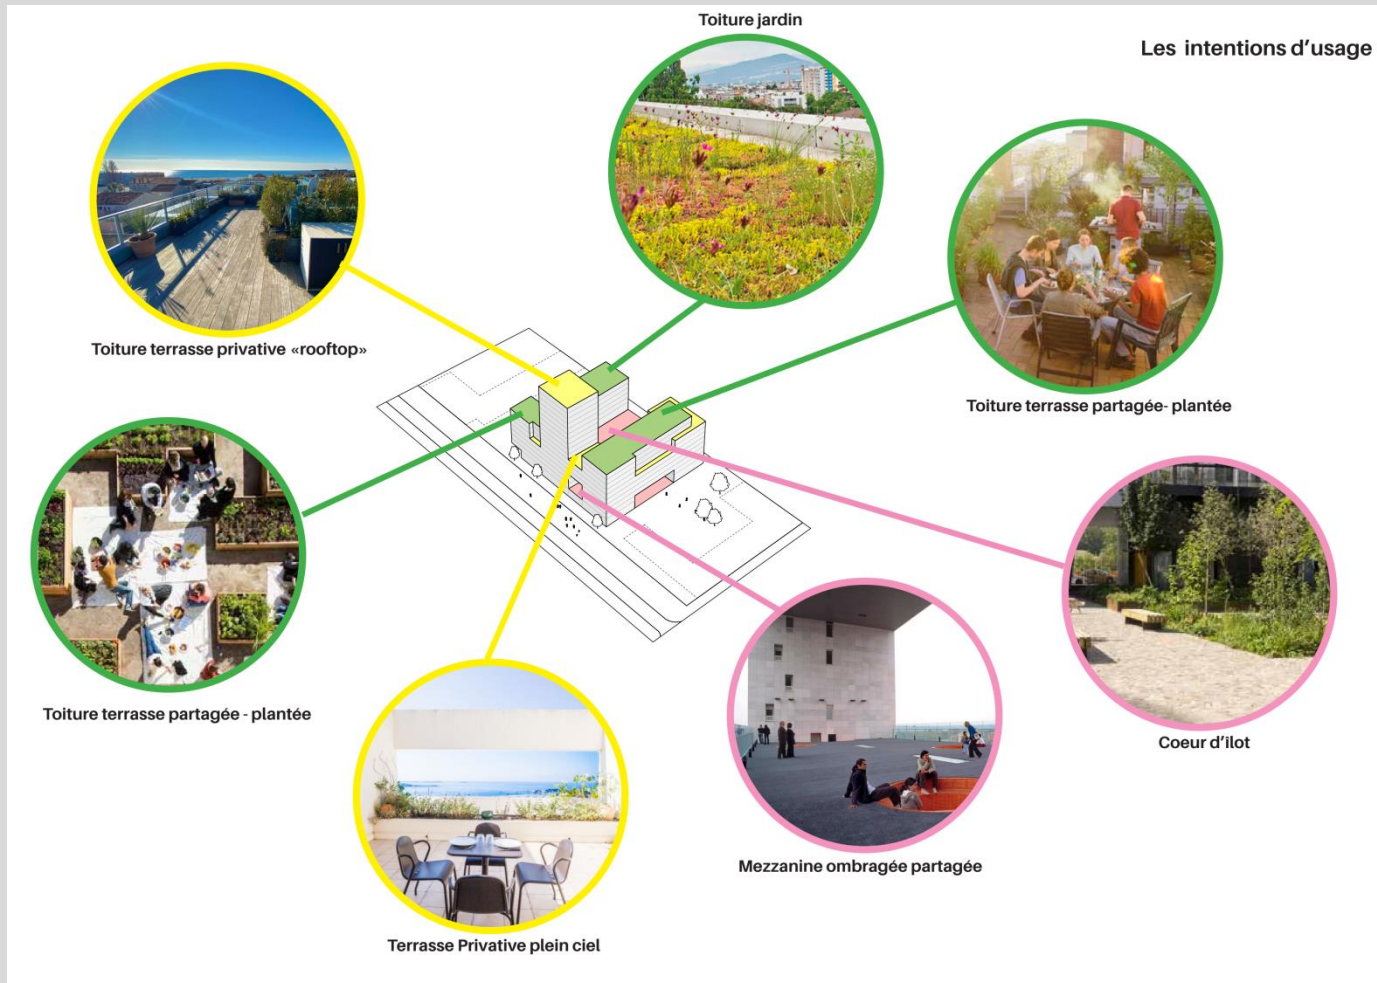 Toiture jardin
Les intentions d'usage
Toiture terrasse privative «rooftop»
Toiture terrasse partagée- plantée
Toiture terrasse partagée - plantée
Coeur d'ilot
Mezzanine ombragée partagée
Terrasse Privative plein ciel